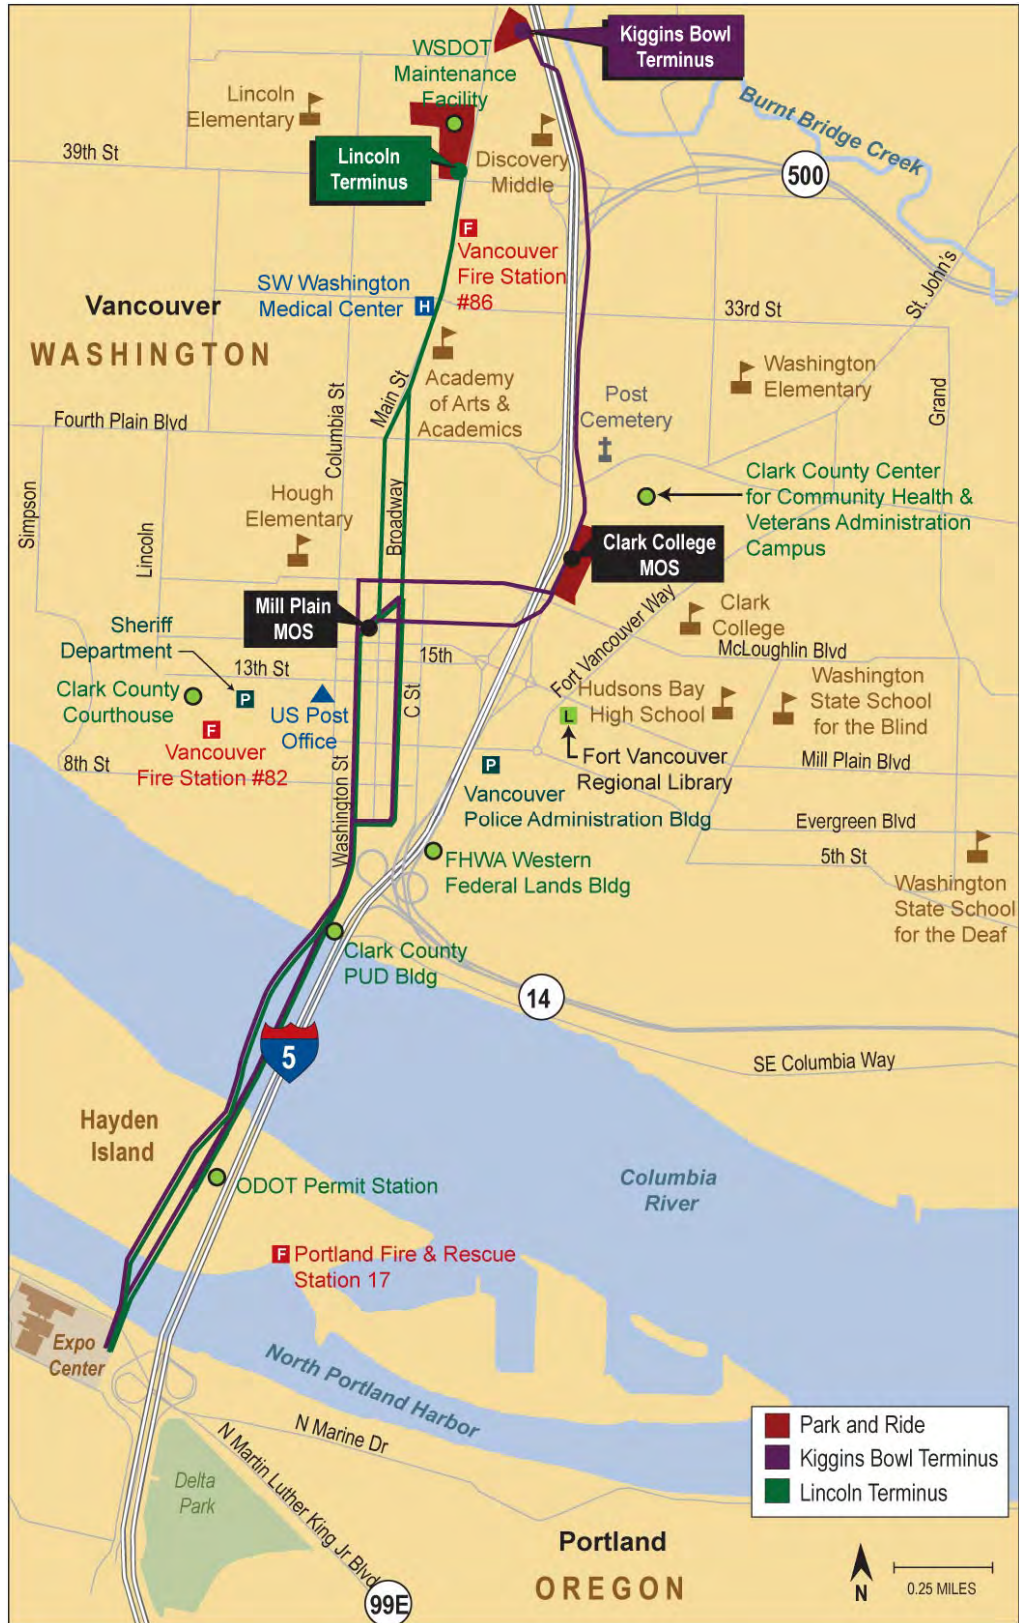 Kiggins Bowl
Terminus
WSDOT
Maintenance
Facility
Lincoln
Elementary
Burnt Bridge Creek
39th St
Lincoln
Terminus
Discovery
Middle
500
F
Vancouver
Fire Station
#86
SW Washington
Medical Center
H
St. John's
Vancouver
WASHINGTON
33rd St
Columbia St
Main St
Academy
of Arts &
Academics
Washington
Elementary
Post
Cemetery
Grand
Fourth Plain Blvd
Simpson
Lincoln
Hough
Elementary
Broadway
Clark County Center
for Community Health &
Veterans Administration
Campus
Clark College
MOS
Mill Plain
MOS
Fort Vancouver Way
Clark
College
McLoughlin Blvd
Sheriff
Department
13th St
15th
P
Clark County
Courthouse
US Post
Office
C St
Hudsons Bay
High School
Washington
State School
for the Blind
L
F
Vancouver
Fire Station #82
8th St
Fort Vancouver
Regional Library
Mill Plain Blvd
P
Vancouver
Police Administration Bldg
Washington St
Evergreen Blvd
5th St
FHWA Western
Federal Lands Bldg
Washington
State School
for the Deaf
Clark County
PUD Bldg
14
5
SE Columbia Way
Hayden
Island
ODOT Permit Station
Columbia
River
F
Portland Fire & Rescue
Station 17
Expo
Center
North Portland Harbor
N Marine Dr
N Martin Luther King Jr Blvd
Delta
Park
Park and Ride
Kiggins Bowl Terminus
Lincoln Terminus
Portland
OREGON
99E
N
0.25 MILES